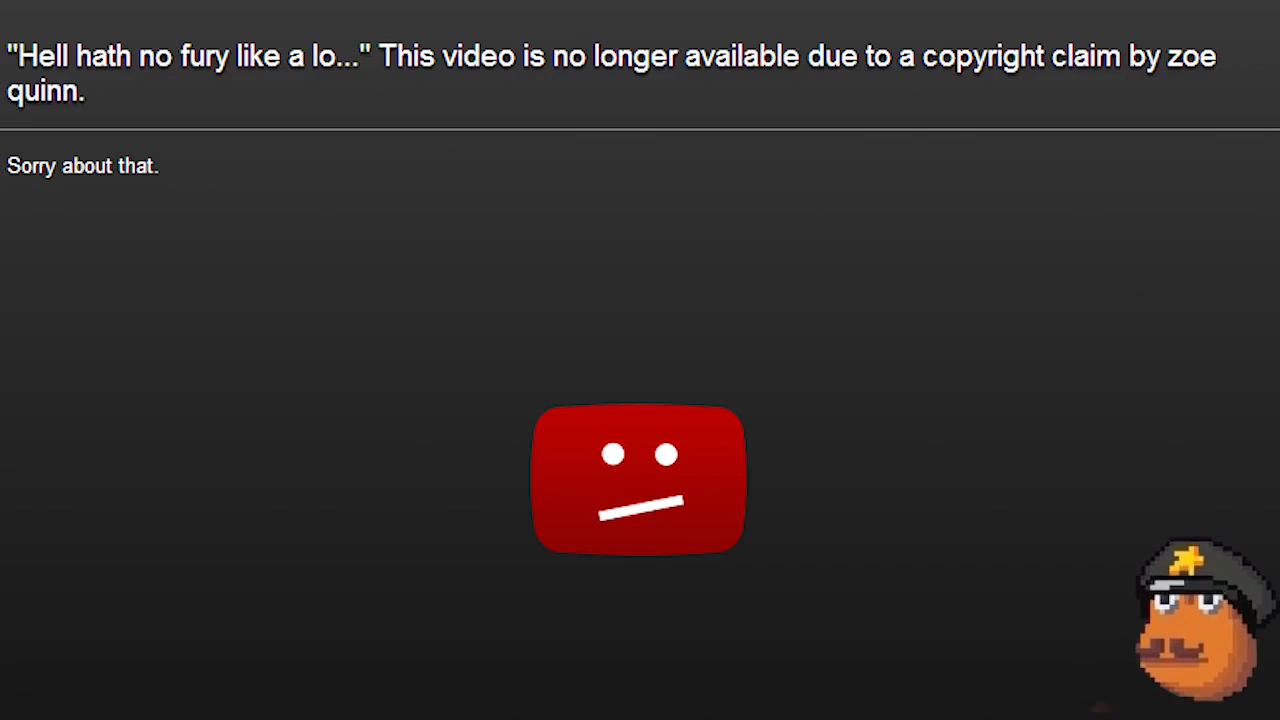 "Hell hath no fury like a lo..." This video is no longer available due to a copyright claim by zoe
quinn.
Sorry about that.